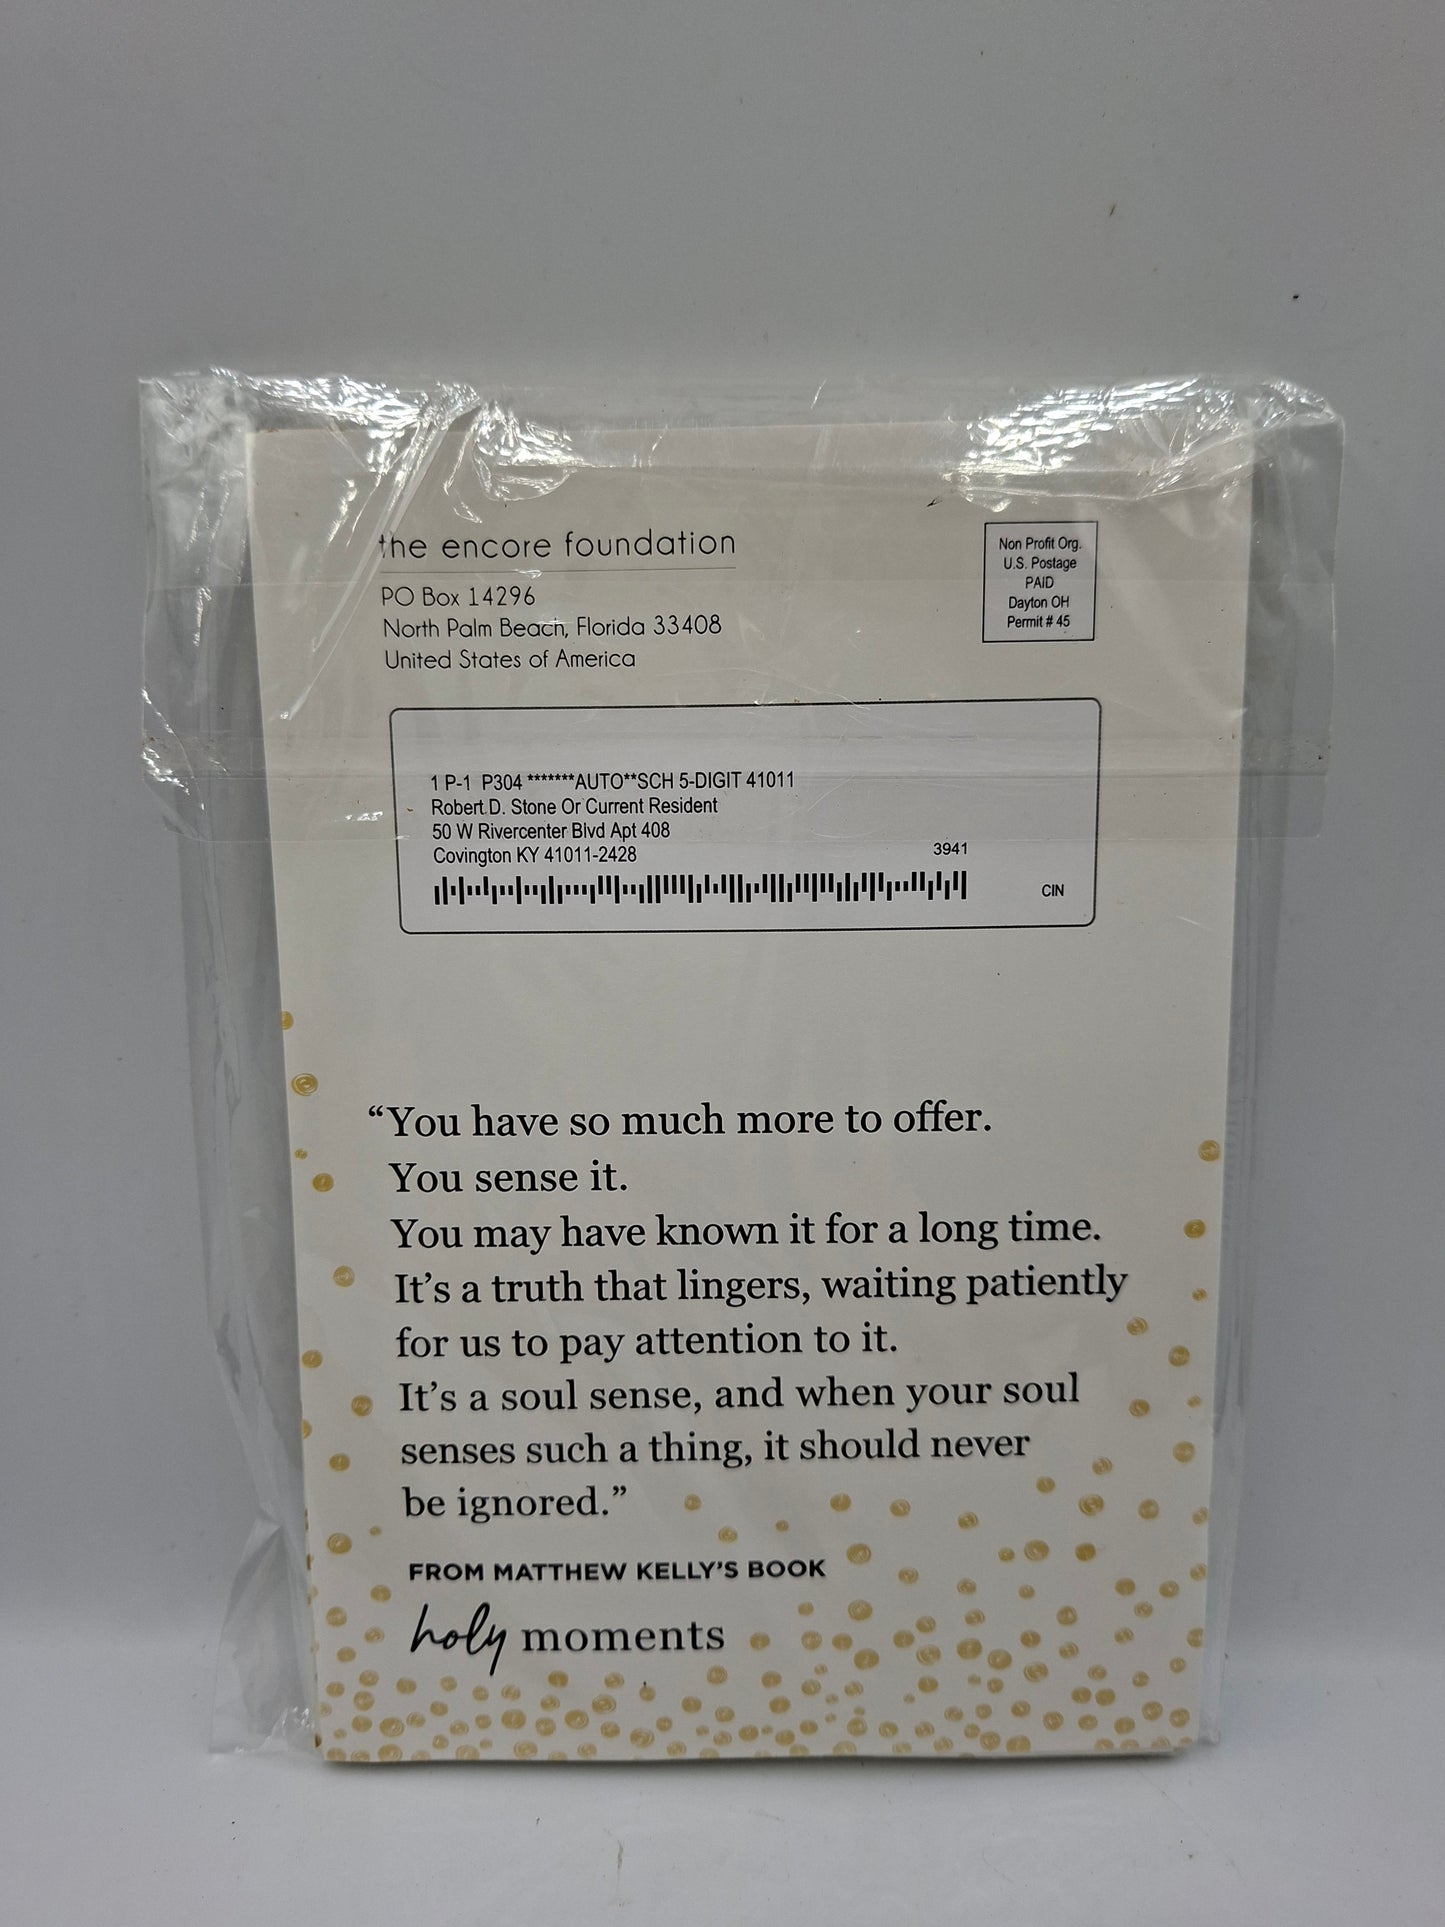 the encore foundation
PO Box 14296
North Palm Beach, Florida 33408
United States of America
Non Profit Org.
U.S. Postage
PAID
Dayton OH
Permit # 45
1 P-1 P304 *******AUTO**SCH 5-DIGIT 41011
Robert D. Stone Or Current Resident
50 W Rivercenter Blvd Apt 408
Covington KY 41011-2428
3941
CIN
“You have so much more to offer.
You sense it.
You may have known it for a long time.
It’s a truth that lingers, waiting patiently
for us to pay attention to it.
It’s a soul sense, and when your soul
senses such a thing, it should never
be ignored.”
FROM MATTHEW KELLY’S BOOK
holy moments